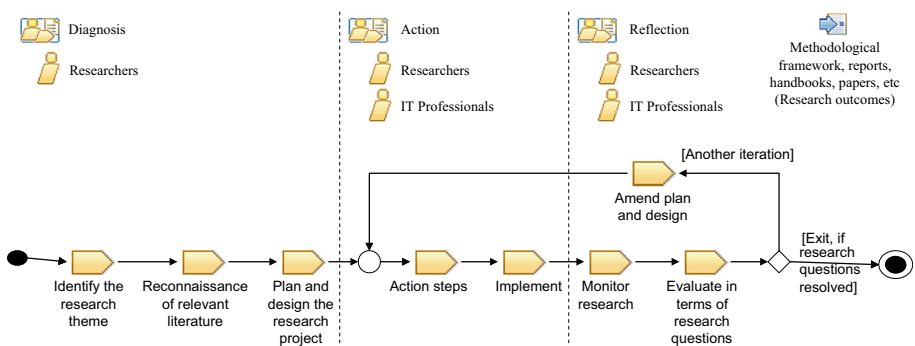 Diagnosis
Researchers
Action
Researchers
IT Professionals
Reflection
Researchers
IT Professionals
Methodological
framework, reports,
handbooks, papers, etc
(Research outcomes)
[Another iteration]
Amend plan
and design
[Exit, if
research
questions
resolved]
Identify the
research
theme
Reconnaissance
of relevant
literature
Plan and
design the
research
project
Action steps
Implement
Monitor
research
Evaluate in
terms of
research
questions